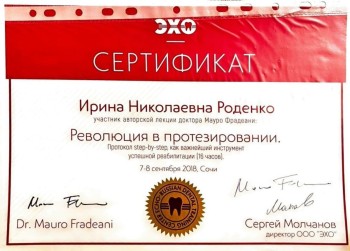 ЭХО
СЕРТИФИКАТ
Ирина Николаевна Роденко
участник авторской лекции доктора Мауро Фрадеани:
Революция в протезировании.
Протокол step-by-step, как важнейший инструмент
успешной реабилитации (16 часов).
7-8 сентября 2018, Сочи
Dr. Mauro Fradeani
Сергей Молчанов
директор ООО "ЭХО"